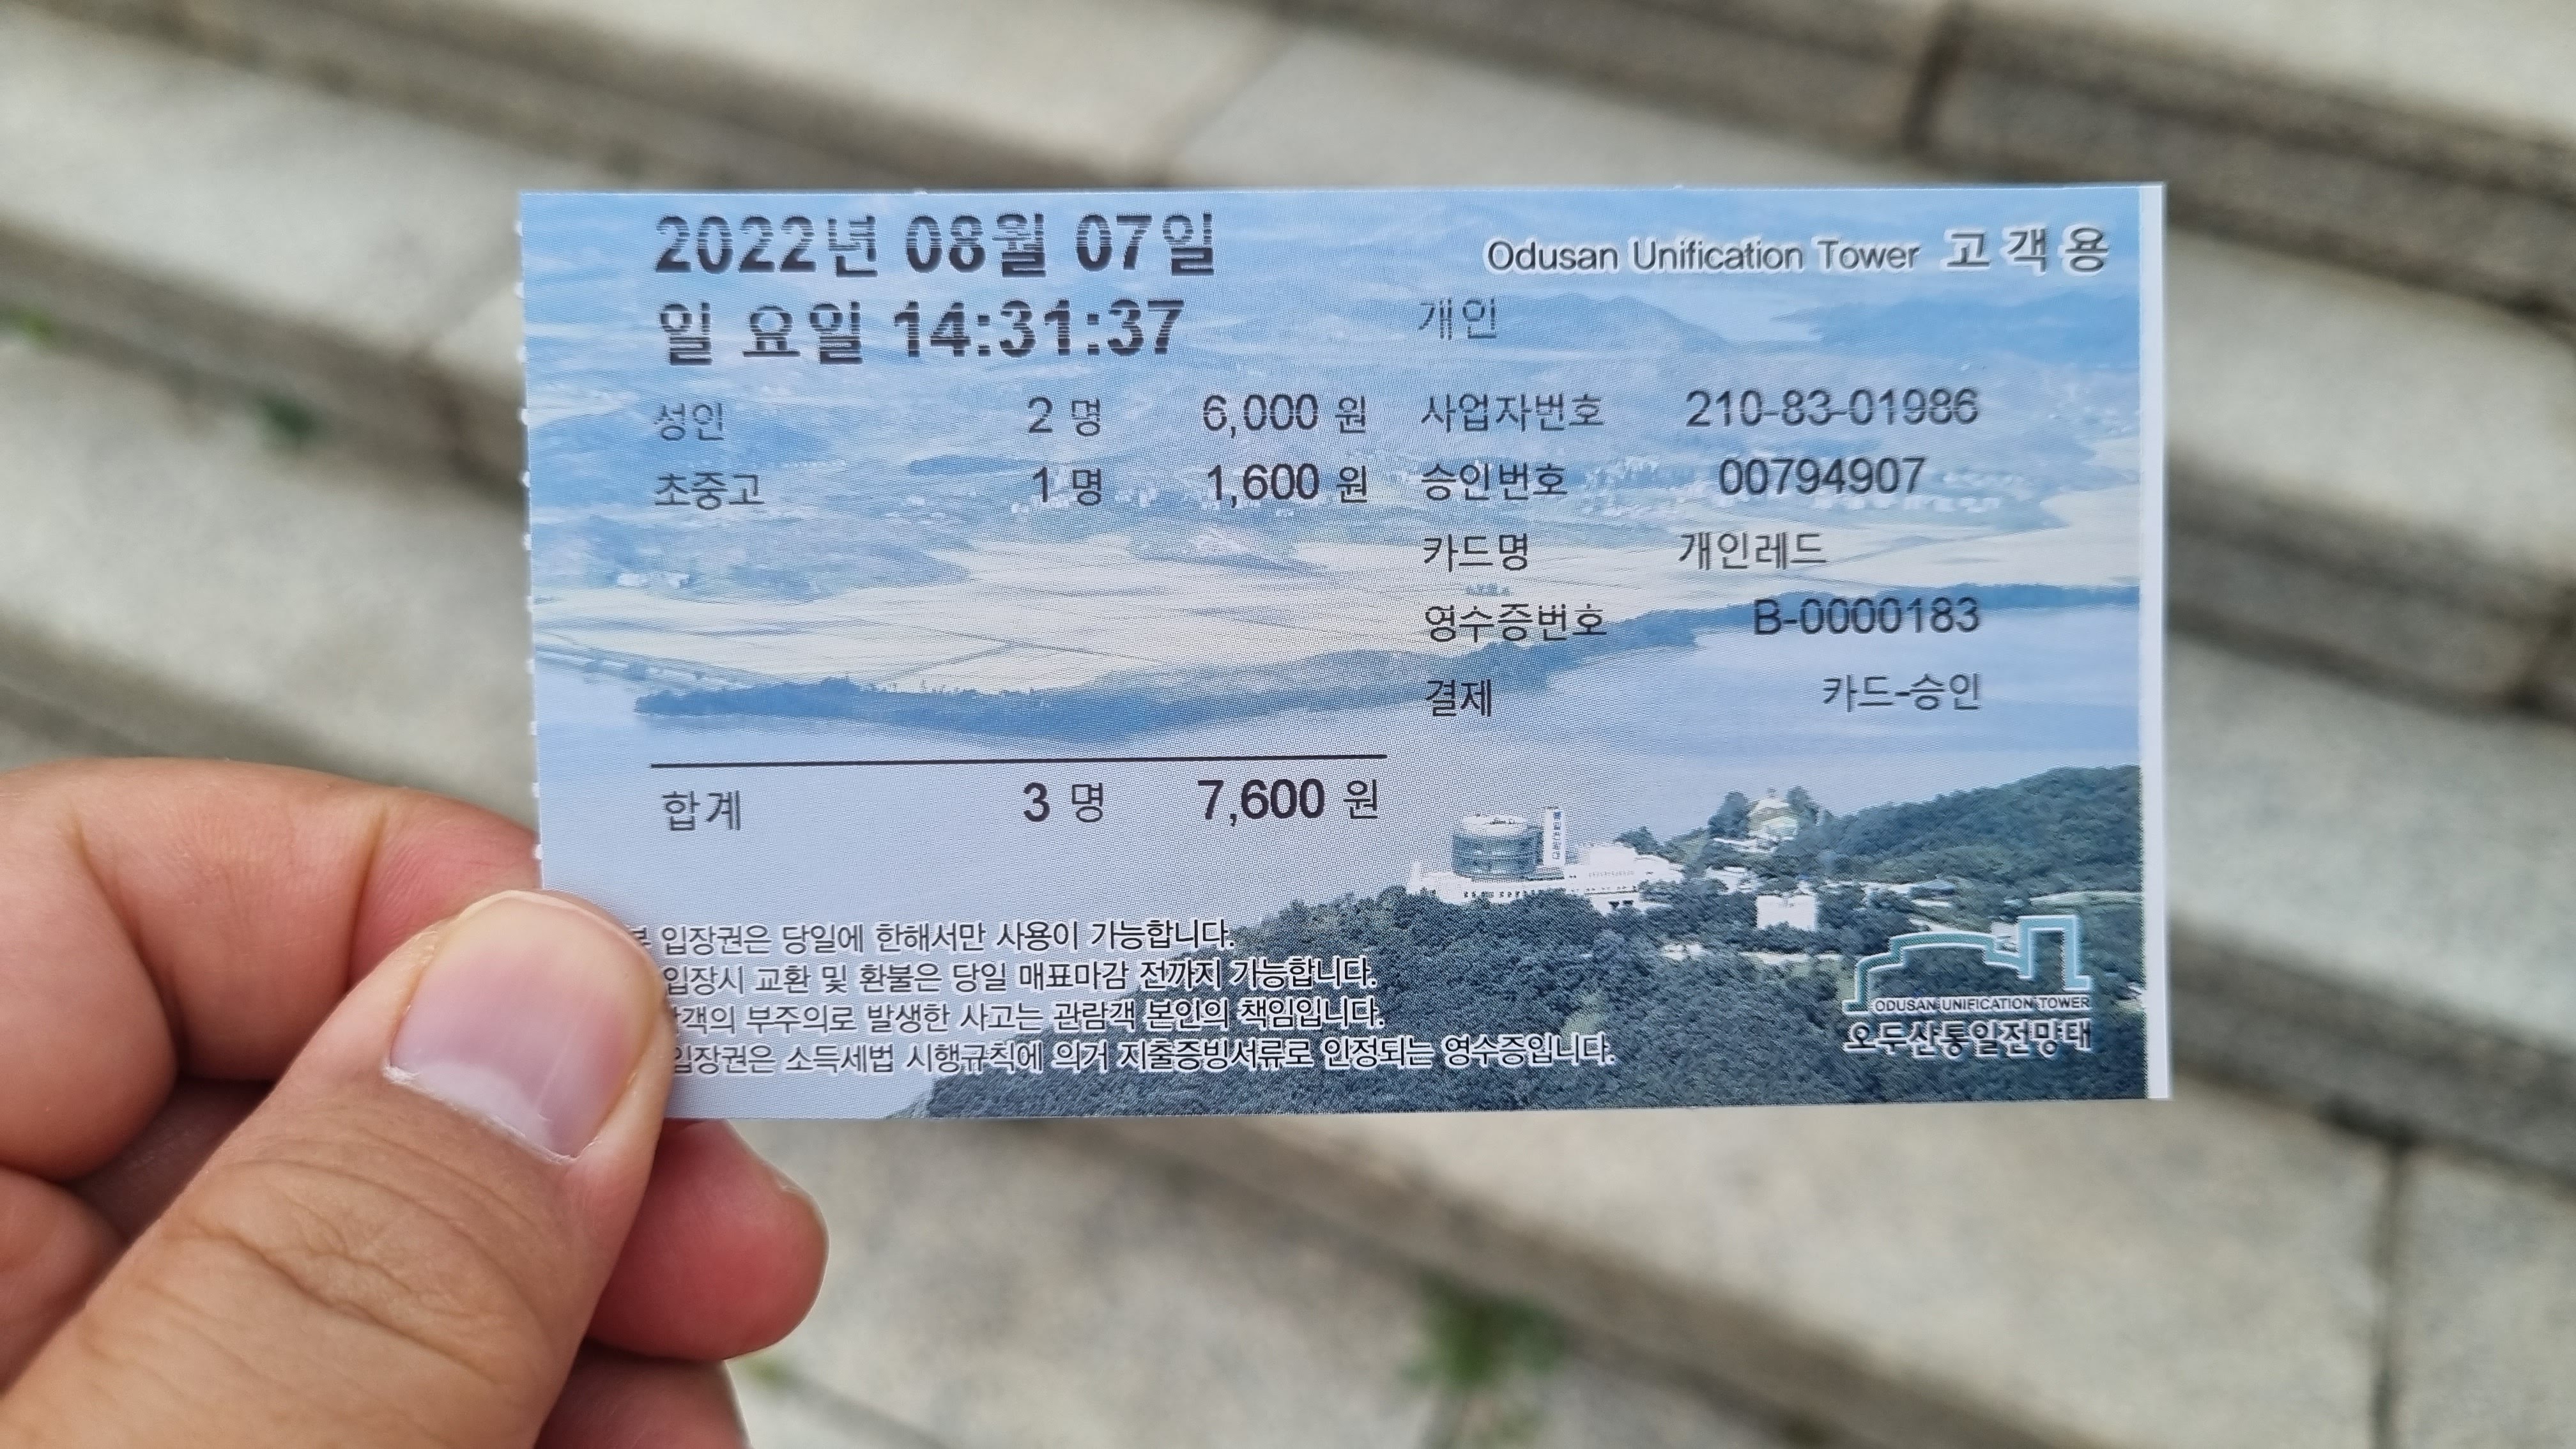 2022년 08월 07일
일 요일 14:31:37
Odusan Unification Tower 고객용
개인
성인 2 명 6,000 원
초중고 1 명 1,600 원
합계 3 명 7,600 원
사업자번호 210-83-01986
승인번호 00794907
카드명 개인레드
영수증번호 B-0000183
결제 카드-승인
입장권은 당일에 한해서만 사용이 가능합니다.
입장시 교환 및 환불은 당일 매표마감 전까지 가능합니다.
부주의로 발생한 사고는 관람객 본인의 책임입니다.
입장권은 소득세법 시행규칙에 의거 지출증빙서류로 인정되는 영수증입니다.
ODUSAN UNIFICATION TOWER
오두산통일전망대